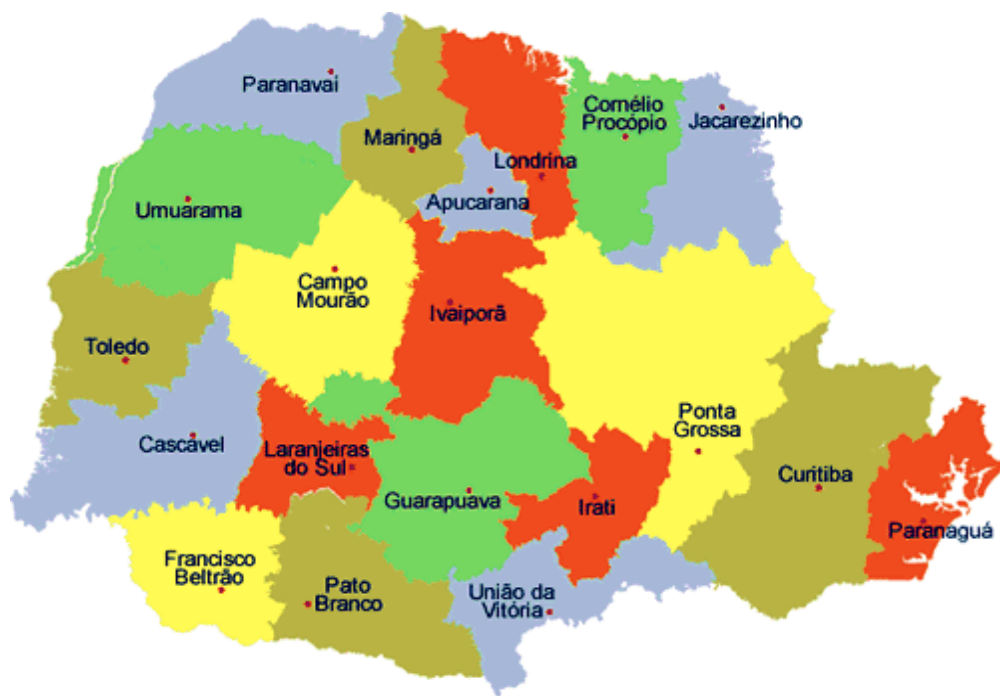 Paranavaí
Maringá
Cornélio
Procópio
Jacarezinho
Londrina
Apucarana
Umuarama
Campo
Mourão
Ivaiporã
Toledo
Cascável
Laranjeiras
do Sul
Ponta
Grossa
Guarapuava
Irati
Curitiba
Paranaguá
Francisco
Beltrão
Pato
Branco
União da
Vitória